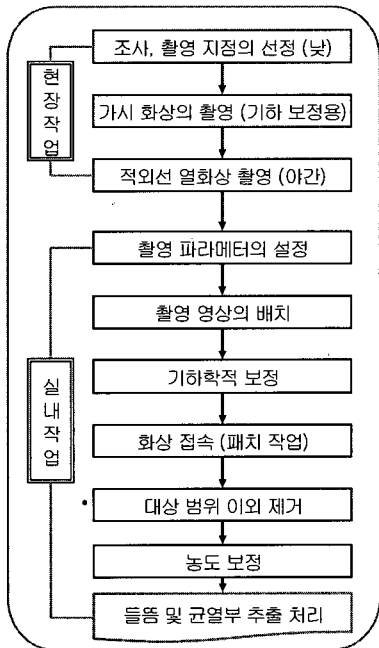 조사, 촬영 지점의 선정 (낮)
현장작업
가시 화상의 촬영 (기하 보정용)
적외선 열화상 촬영 (야간)
촬영 파라메터의 설정
촬영 영상의 배치
실내작업
기하학적 보정
화상 접속 (패치 작업)
대상 범위 이외 제거
농도 보정
들뜸 및 균열부 추출 처리